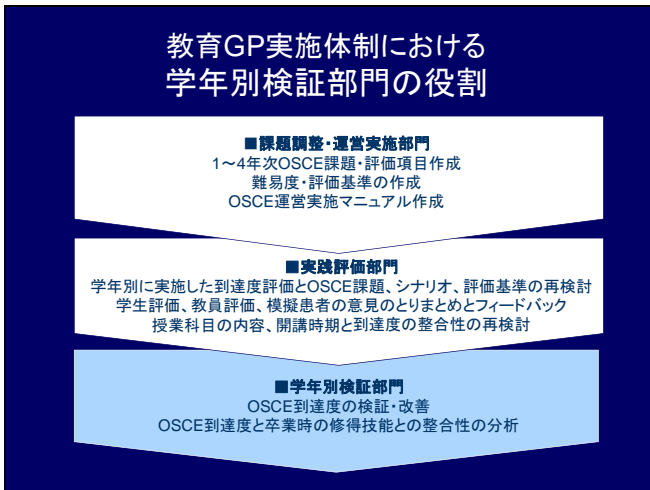 教育GP実施体制における
学年別検証部門の役割
■課題調整・運営実施部門
1～4年次OSCE課題・評価項目作成
難易度・評価基準の作成
OSCE運営実施マニュアル作成
■実践評価部門
学年別に実施した到達度評価とOSCE課題、シナリオ、評価基準の再検討
学生評価、教員評価、模擬患者の意見のとりまとめとフィードバック
授業科目の内容、開講時期と到達度の整合性の再検討
■学年別検証部門
OSCE到達度の検証・改善
OSCE到達度と卒業時の修得技能との整合性の分析